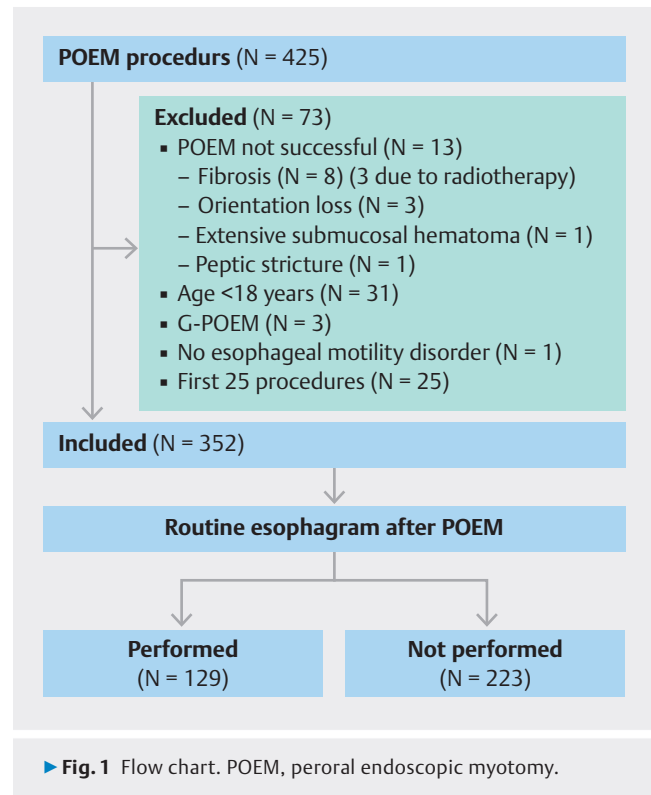 POEM procedurs (N = 425)
Excluded (N = 73)
▪ POEM not successful (N = 13)
– Fibrosis (N = 8) (3 due to radiotherapy)
– Orientation loss (N = 3)
– Extensive submucosal hematoma (N = 1)
– Peptic stricture (N = 1)
▪ Age <18 years (N = 31)
▪ G-POEM (N = 3)
▪ No esophageal motility disorder (N = 1)
▪ First 25 procedures (N = 25)
Included (N = 352)
Routine esophagram after POEM
Performed
(N = 129)
Not performed
(N = 223)
▶ Fig. 1 Flow chart. POEM, peroral endoscopic myotomy.